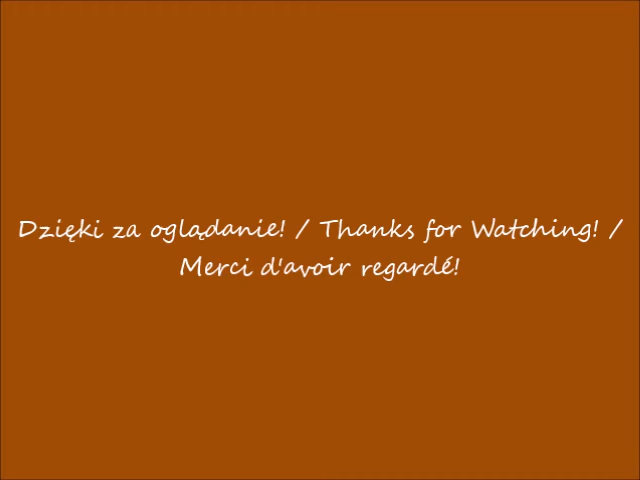 Dzięki za oglądanie! / Thanks for Watching! /
Merci d'avoir regardé!